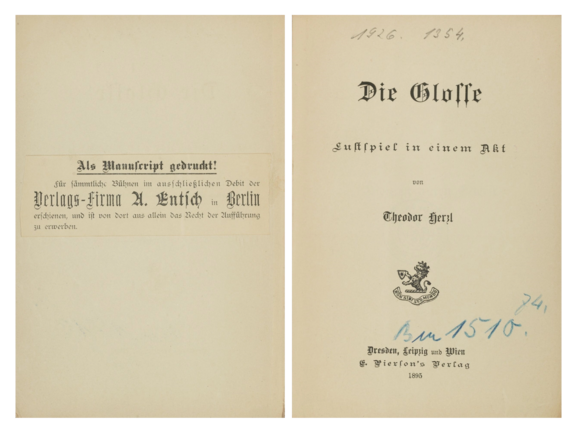 Als Manuscript gedruckt!
Für sämmtliche Bühnen im ausschließlichen Debit der
Verlags-Firma A. Entsch in Berlin
erschienen, und ist von dort aus allein das Recht der Aufführung
zu erwerben.
1926. 1354.
Die Glosse
Lustspiel in einem Akt
von
Theodor Herzl
74.
1510.
Dresden, Leipzig und Wien
E. Pierson's Verlag
1895